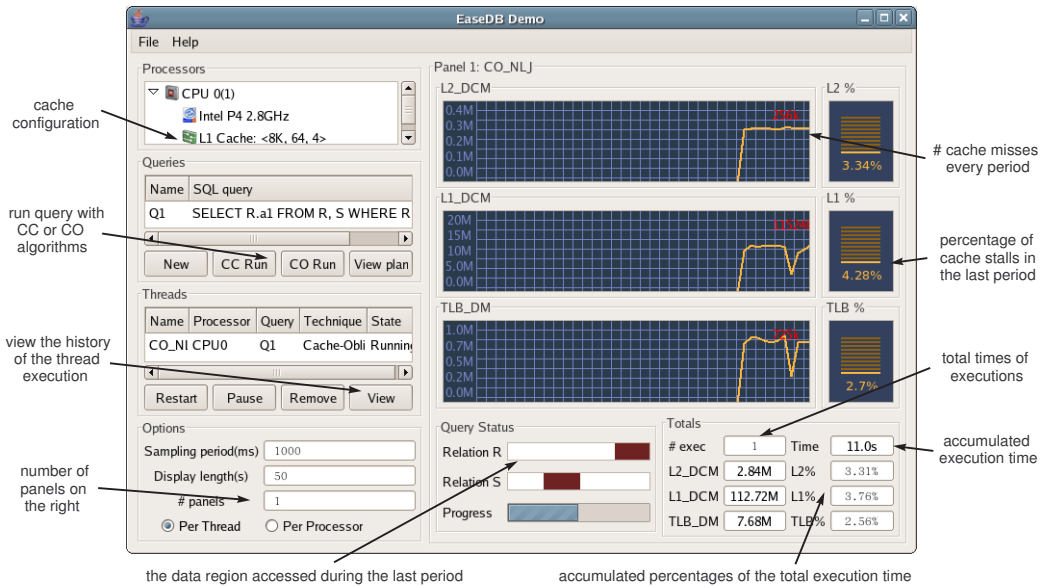 EaseDB Demo
File Help
Processors
CPU 0(1)
Intel P4 2.8GHz
L1 Cache: <8K, 64, 4>
Queries
Name SQL query
Q1 SELECT R.a1 FROM R, S WHERE R
New CC Run CO Run View plan
Threads
Name Processor Query Technique State
CO_NI CPU0 Q1 Cache-Obli Running
Restart Pause Remove View
Options
Sampling period(ms) 1000
Display length(s) 50
# panels 1
Per Thread Per Processor
Panel 1: CO_NLJ
L2_DCM L2 %
0.4M
0.3M
0.2M
0.1M
0.0M
3.34%
L1_DCM L1 %
20M
15M
10M
5.0M
0.0M
4.28%
TLB_DM TLB %
1.0M
0.7M
0.5M
0.2M
0.0M
2.7%
Query Status
Relation R
Relation S
Progress
Totals
# exec 1 Time 11.0s
L2_DCM 2.84M L2% 3.31%
L1_DCM 112.72M L1% 3.76%
TLB_DM 7.68M TLB% 2.56%
cache
configuration
run query with
CC or CO
algorithms
view the history
of the thread
execution
number of
panels on
the right
# cache misses
every period
percentage of
cache stalls in
the last period
total times of
executions
accumulated
execution time
the data region accessed during the last period
accumulated percentages of the total execution time